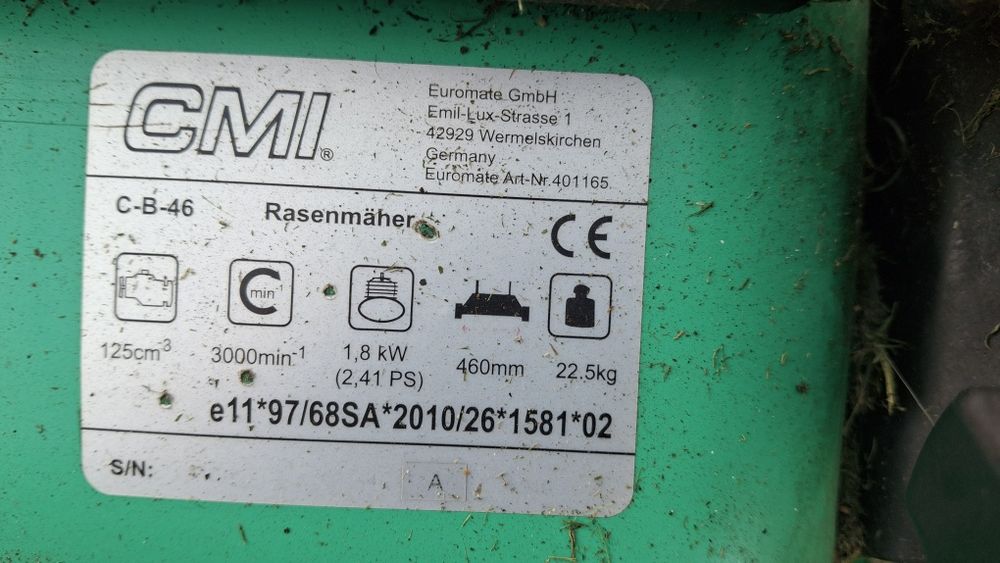 CMI®
Euromate GmbH
Emil-Lux-Strasse 1
42929 Wermelskirchen
Germany
Euromate Art-Nr.401165
C-B-46 Rasenmäher
CE
min⁻¹
125cm³ 3000min⁻¹ 1,8 kW 460mm 22.5kg
(2,41 PS)
e11*97/68SA*2010/26*1581*02
S/N: A